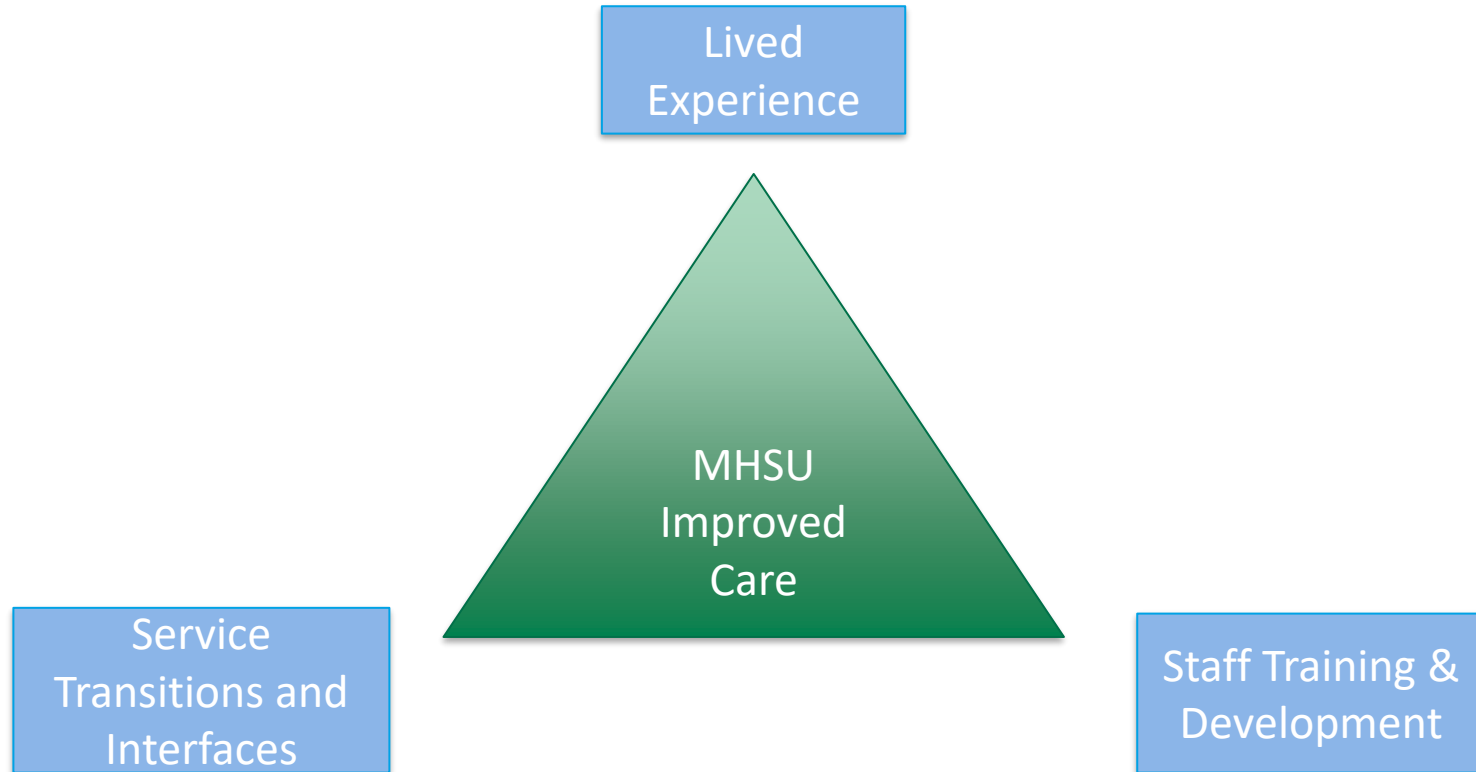 Lived
Experience
MHSU
Improved
Care
Service
Transitions and
Interfaces
Staff Training &
Development